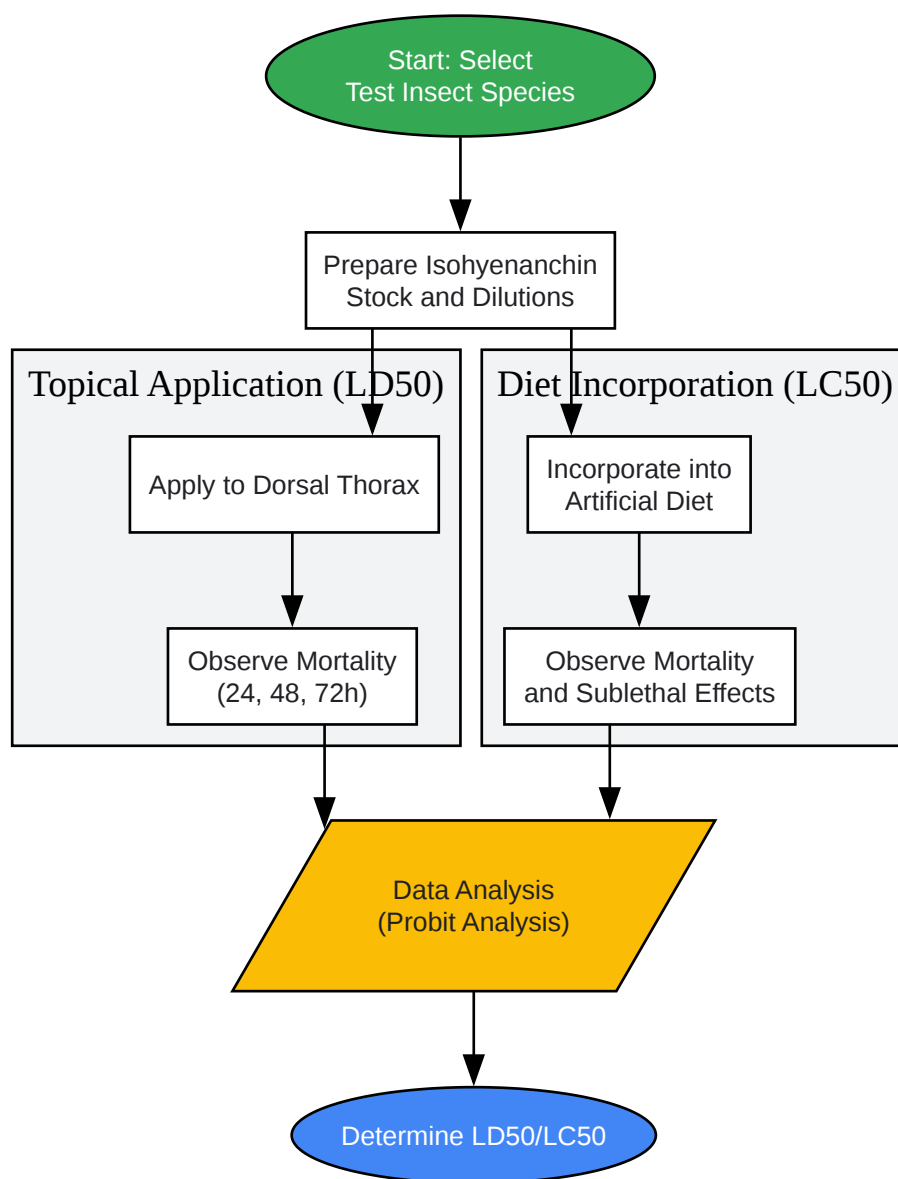 Start: Select
Test Insect Species
Prepare Isohyenanchin
Stock and Dilutions
Topical Application (LD50)
Apply to Dorsal Thorax
Observe Mortality
(24, 48, 72h)
Diet Incorporation (LC50)
Incorporate into
Artificial Diet
Observe Mortality
and Sublethal Effects
Data Analysis
(Probit Analysis)
Determine LD50/LC50